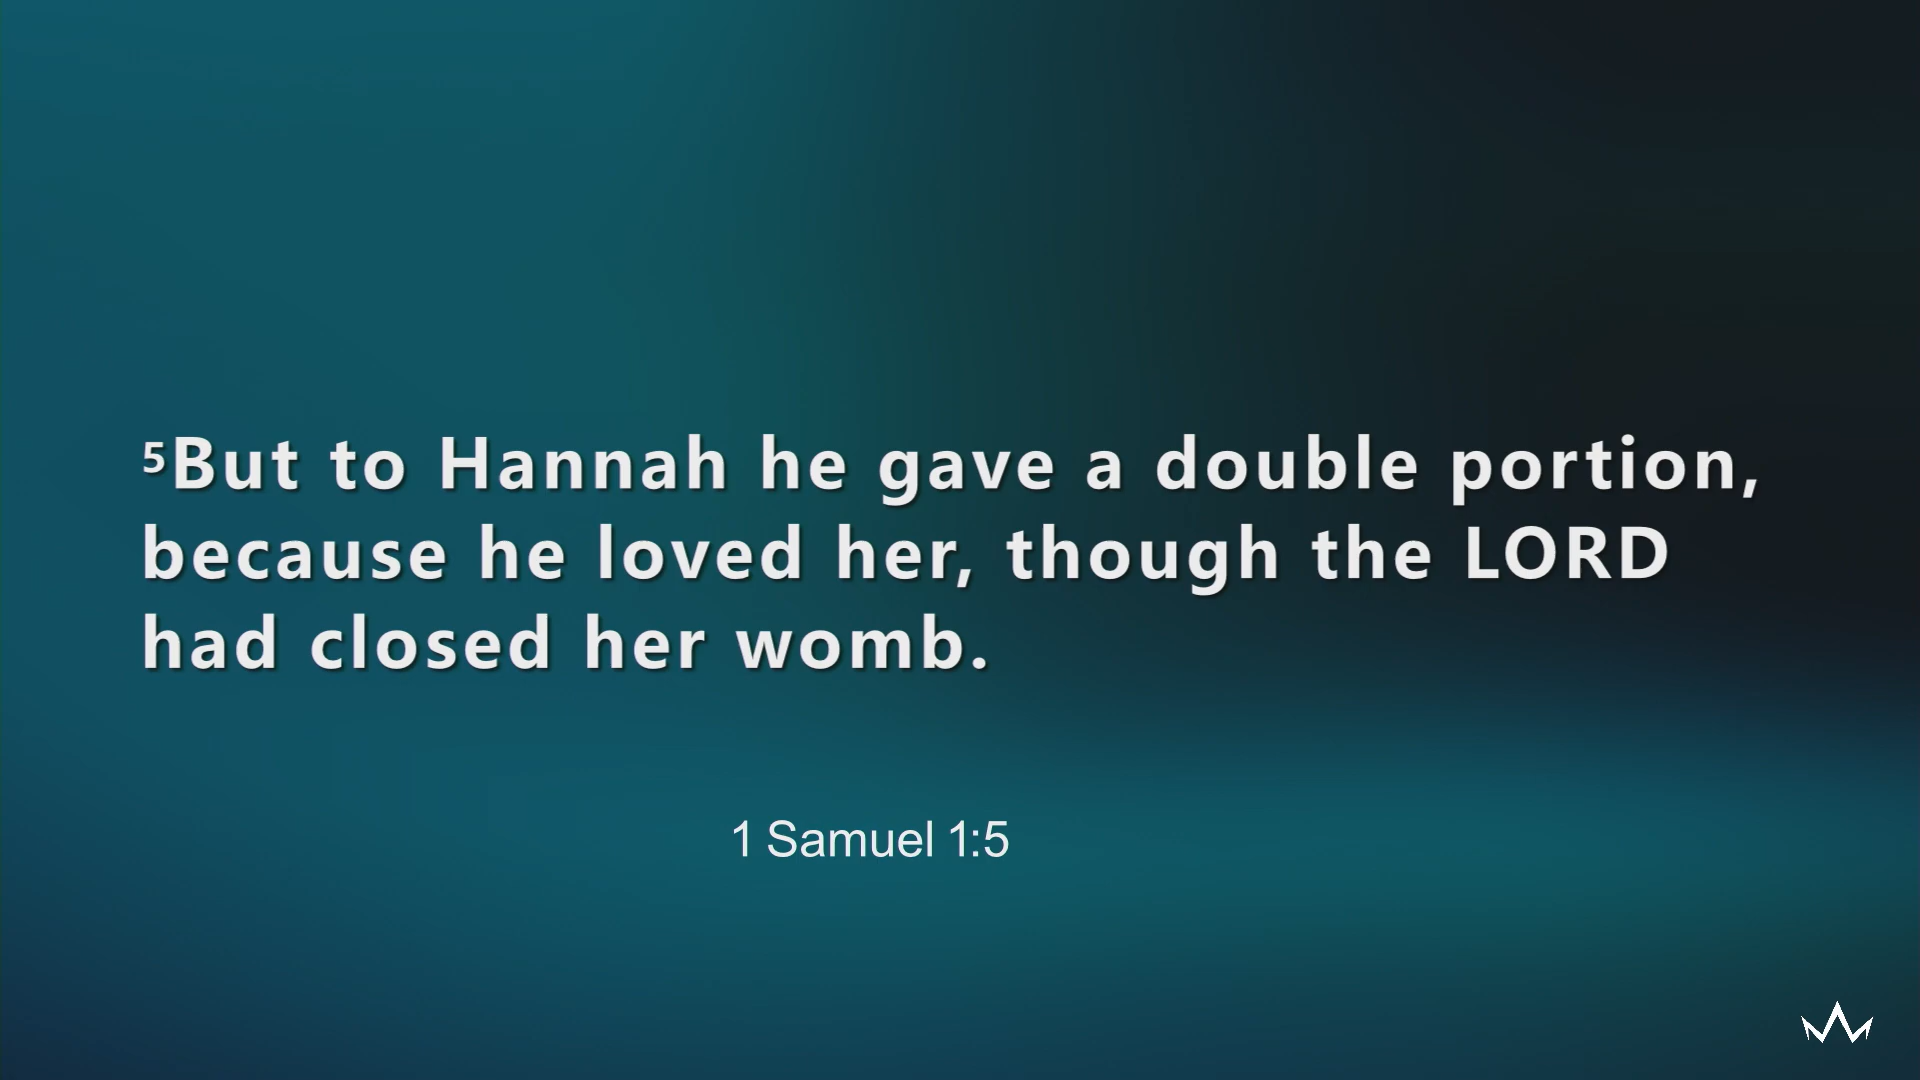 ⁵But to Hannah he gave a double portion,
because he loved her, though the LORD
had closed her womb.
1 Samuel 1:5